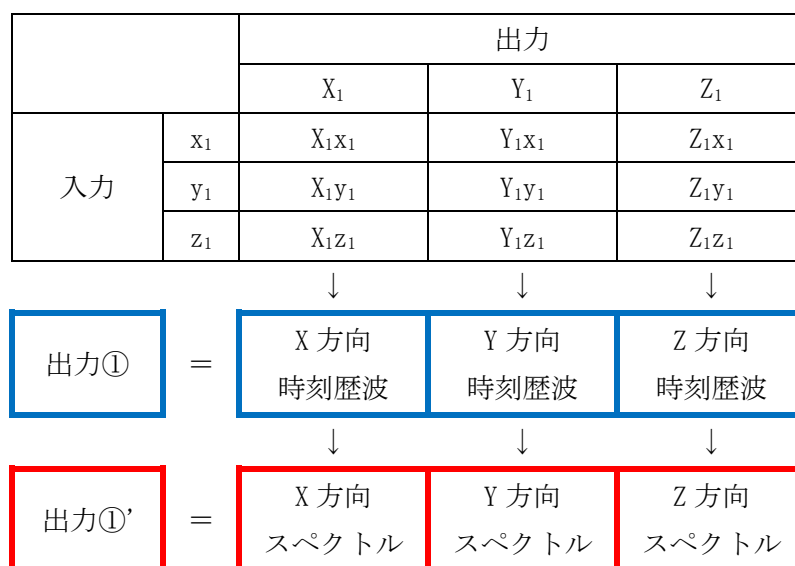 出力
X₁ Y₁ Z₁
入力
x₁ X₁x₁ Y₁x₁ Z₁x₁
y₁ X₁y₁ Y₁y₁ Z₁y₁
z₁ X₁z₁ Y₁z₁ Z₁z₁
↓ ↓ ↓
出力① = X方向 Y方向 Z方向
時刻歴波 時刻歴波 時刻歴波
↓ ↓ ↓
出力①’ = X方向 Y方向 Z方向
スペクトル スペクトル スペクトル